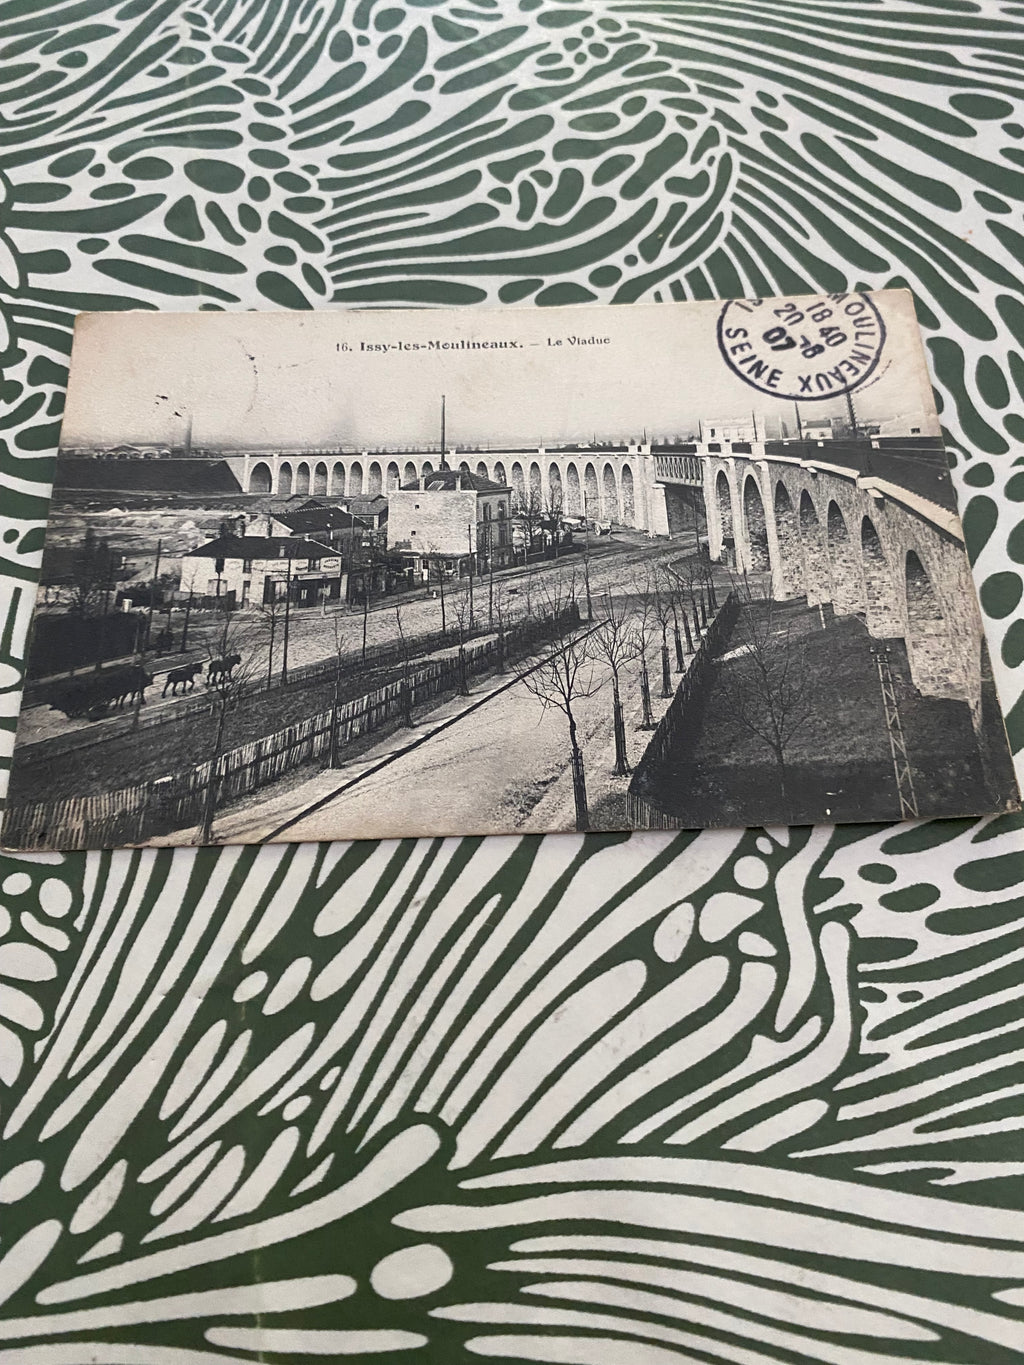 16. Issy-les-Moulineaux. — Le Viaduc
MOULINEAUX
18 40
20 -8
07
SEINE